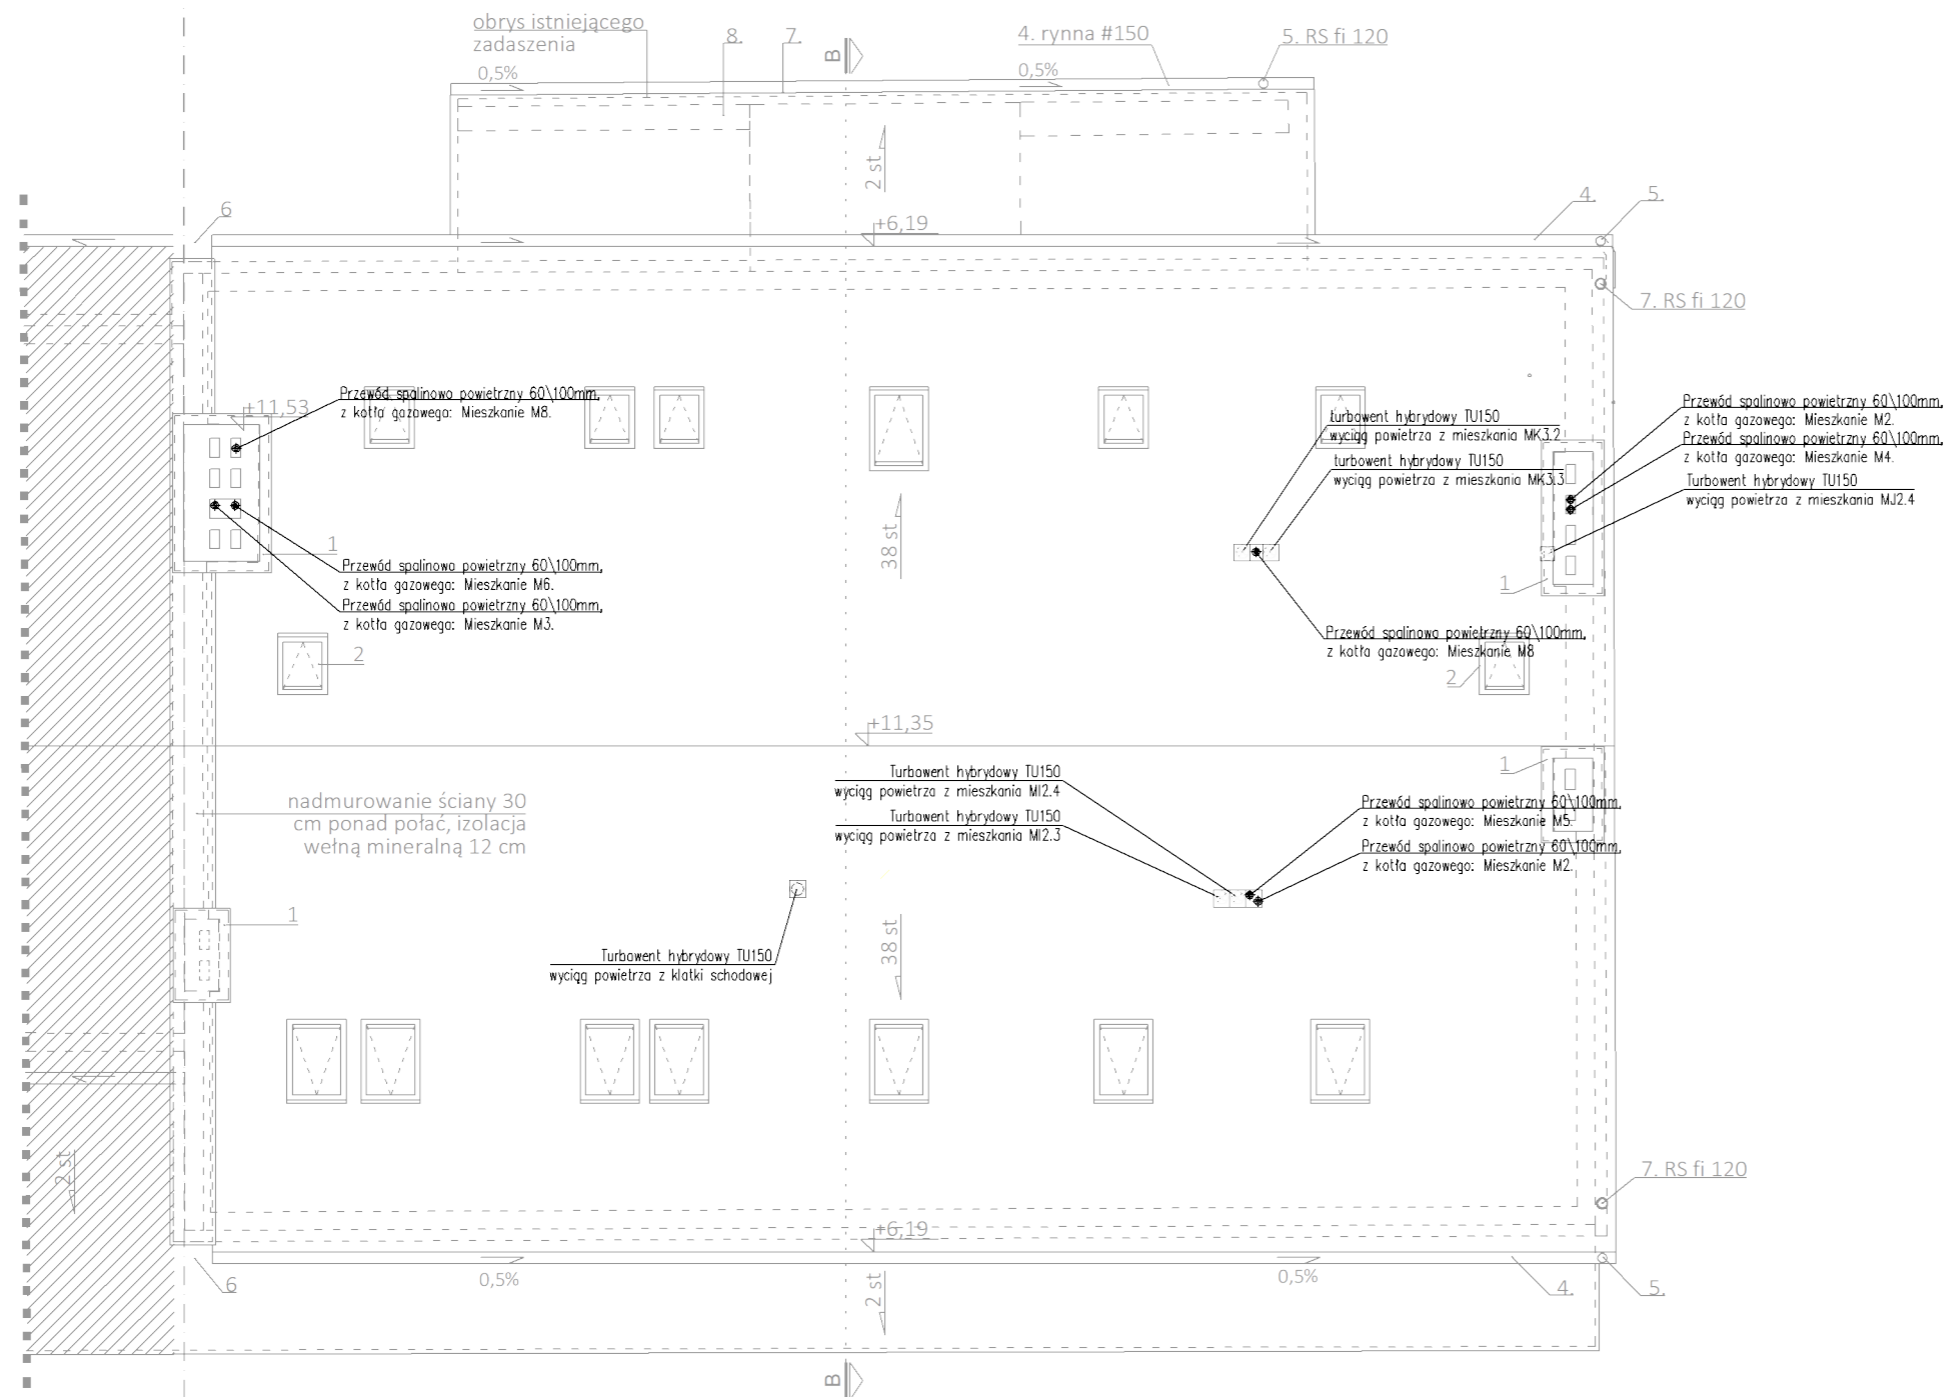 obrys istniejącego
zadaszenia
8.
7.
B
4. rynna #150
5. RS fi 120
0,5%
0,5%
2 st
6
+6,19
4.
5.
7. RS fi 120
Przewód spalinowo powietrzny 60\100mm,
z kotła gazowego: Mieszkanie M8.
+11,53
turbowent hybrydowy TU150
wyciąg powietrza z mieszkania MK3.2
turbowent hybrydowy TU150
wyciąg powietrza z mieszkania MK3.3
Przewód spalinowo powietrzny 60\100mm,
z kotła gazowego: Mieszkanie M2.
Przewód spalinowo powietrzny 60\100mm,
z kotła gazowego: Mieszkanie M4.
Turbowent hybrydowy TU150
wyciąg powietrza z mieszkania MJ2.4
38 st
1
Przewód spalinowo powietrzny 60\100mm,
z kotła gazowego: Mieszkanie M6.
Przewód spalinowo powietrzny 60\100mm,
z kotła gazowego: Mieszkanie M3.
1
Przewód spalinowo powietrzny 60\100mm,
z kotła gazowego: Mieszkanie M8
2
2
+11,35
1
Turbowent hybrydowy TU150
wyciąg powietrza z mieszkania MI2.4
Turbowent hybrydowy TU150
wyciąg powietrza z mieszkania MI2.3
Przewód spalinowo powietrzny 60\100mm,
z kotła gazowego: Mieszkanie M5.
Przewód spalinowo powietrzny 60\100mm,
z kotła gazowego: Mieszkanie M2.
nadmurowanie ściany 30
cm ponad połać, izolacja
wełną mineralną 12 cm
1
38 st
Turbowent hybrydowy TU150
wyciąg powietrza z klatki schodowej
2 st
7. RS fi 120
+6,19
6
0,5%
2 st
0,5%
4.
5.
B